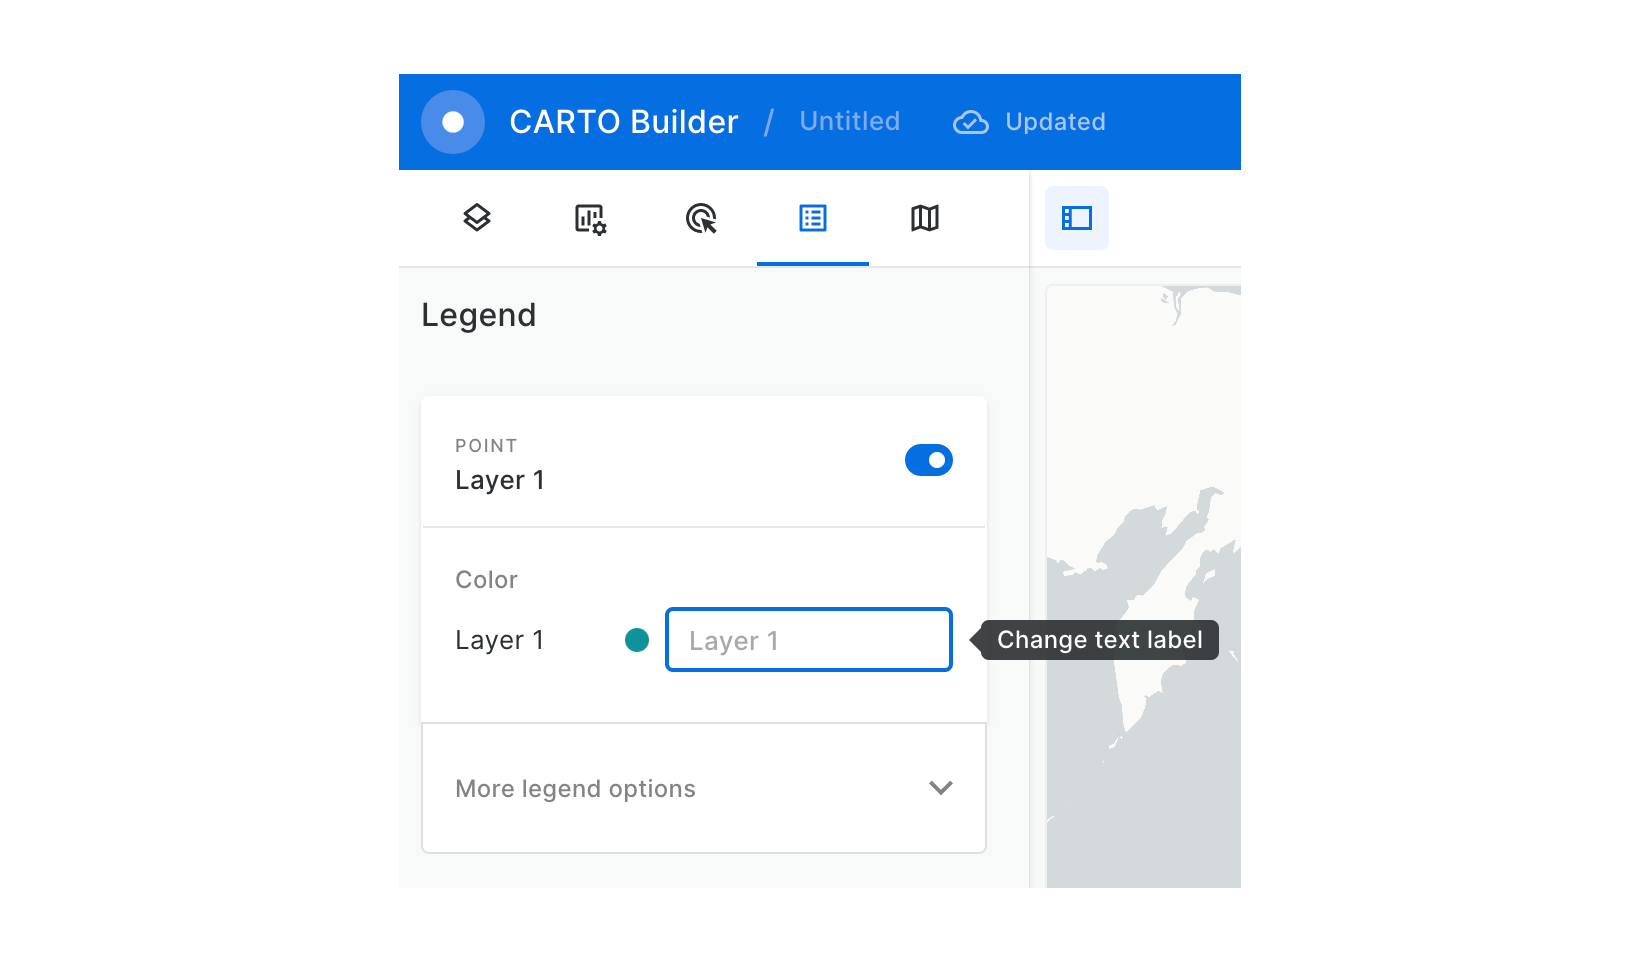 CARTO Builder / Untitled Updated
Legend
POINT
Layer 1
Color
Layer 1 Layer 1 Change text label
More legend options